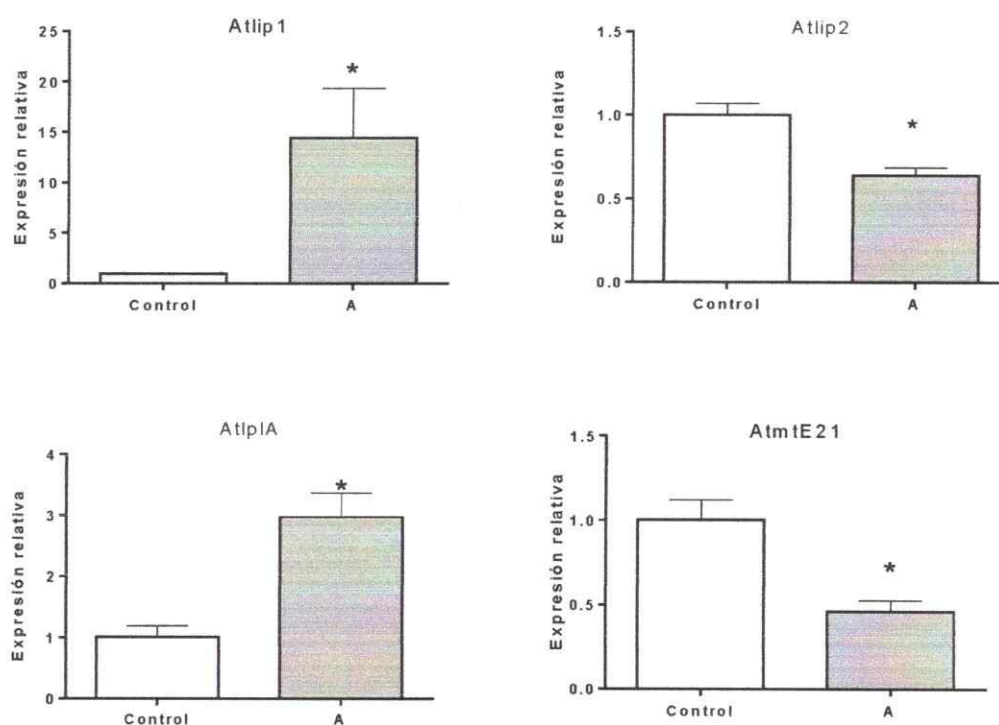 Atlip1
Expresión relativa
25
20
15
10
5
0
*
Control
A
Atlip2
Expresión relativa
1.5
1.0
0.5
0.0
*
Control
A
AtlplA
Expresión relativa
4
3
2
1
0
*
Control
A
AtmtE21
Expresión relativa
1.5
1.0
0.5
0.0
*
Control
A